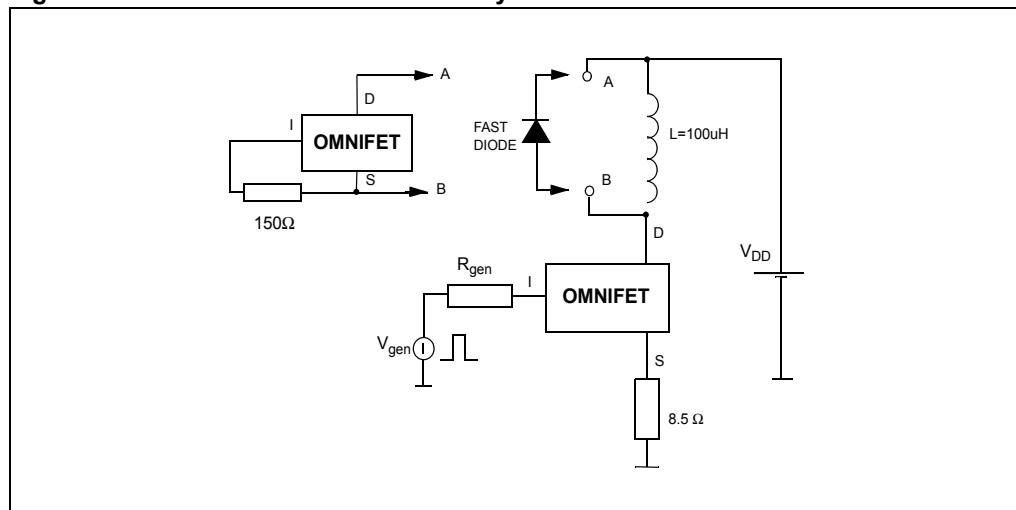 A
D
I
OMNIFET
S
B
150Ω
FAST
DIODE
A
B
L=100uH
D
V_DD
R_gen
I
OMNIFET
V_gen
S
8.5 Ω